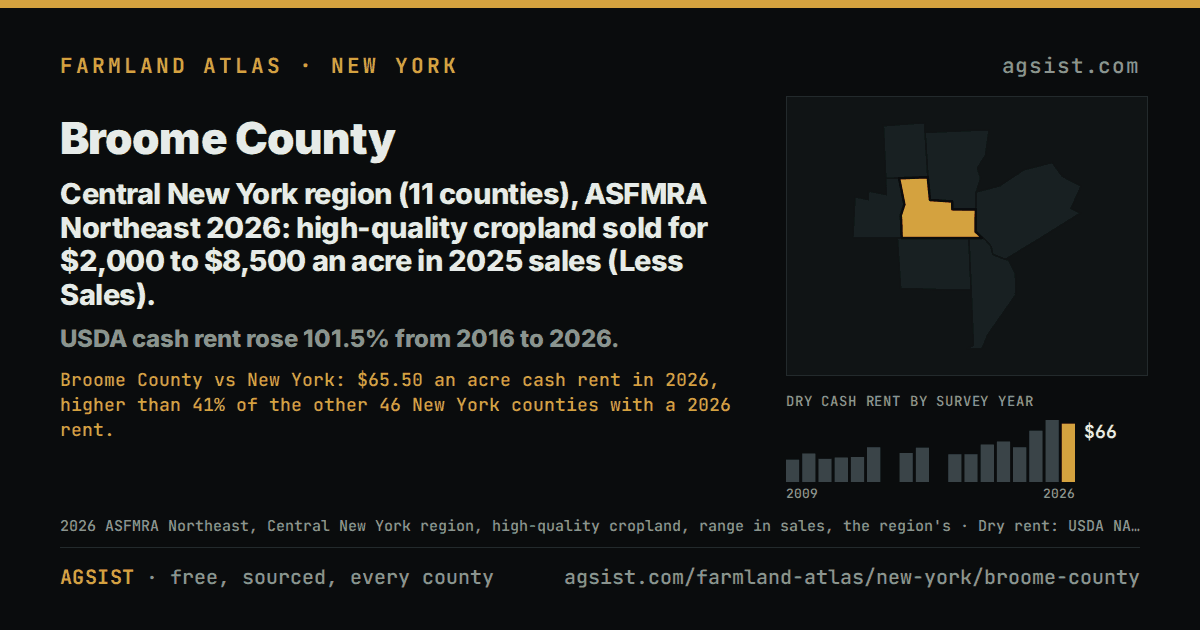 FARMLAND ATLAS · NEW YORK
agsist.com
Broome County
Central New York region (11 counties), ASFMRA
Northeast 2026: high-quality cropland sold for
$2,000 to $8,500 an acre in 2025 sales (Less
Sales).
USDA cash rent rose 101.5% from 2016 to 2026.
Broome County vs New York: $65.50 an acre cash rent in 2026,
higher than 41% of the other 46 New York counties with a 2026
rent.
DRY CASH RENT BY SURVEY YEAR
$66
2009
2026
2026 ASFMRA Northeast, Central New York region, high-quality cropland, range in sales, the region's · Dry rent: USDA NA…
AGSIST · free, sourced, every county
agsist.com/farmland-atlas/new-york/broome-county